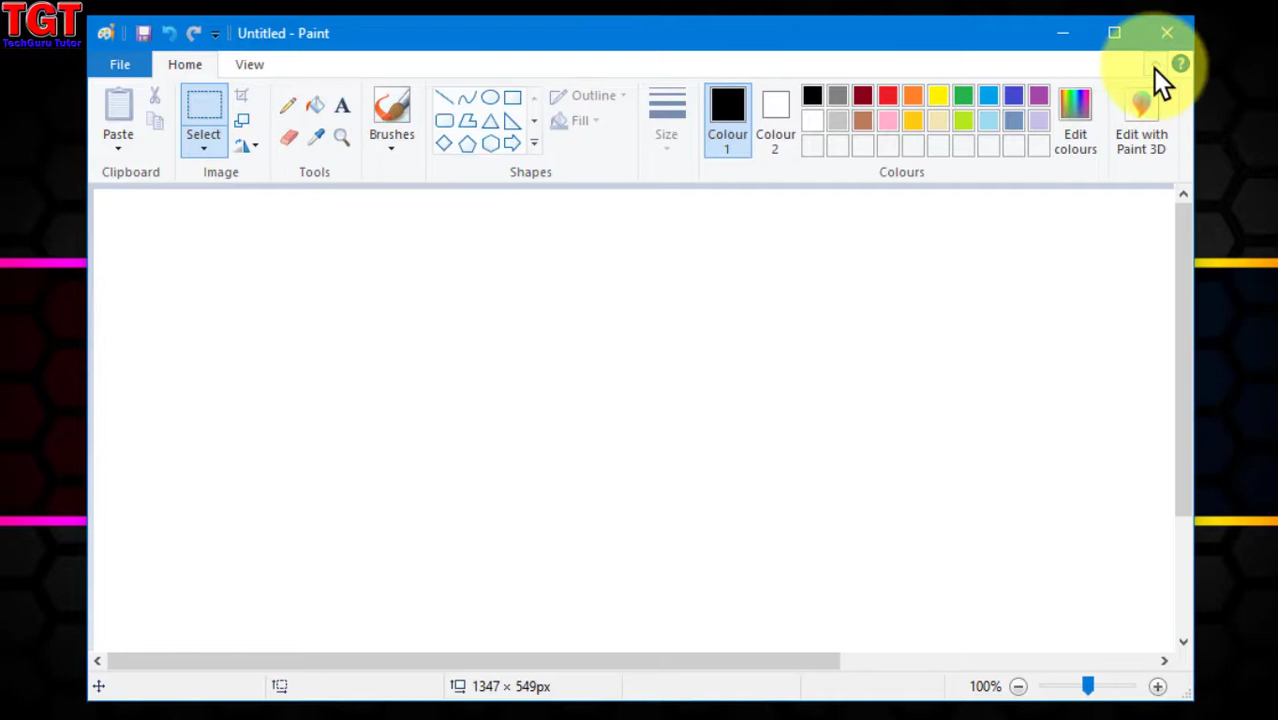 TGT
TechGuru Tutor
Untitled - Paint
File
Home
View
?
Paste
Select
A
Brushes
Outline
Fill
Size
Colour
1
Colour
2
Edit
colours
Edit with
Paint 3D
Clipboard
Image
Tools
Shapes
Colours
1347 × 549px
100%